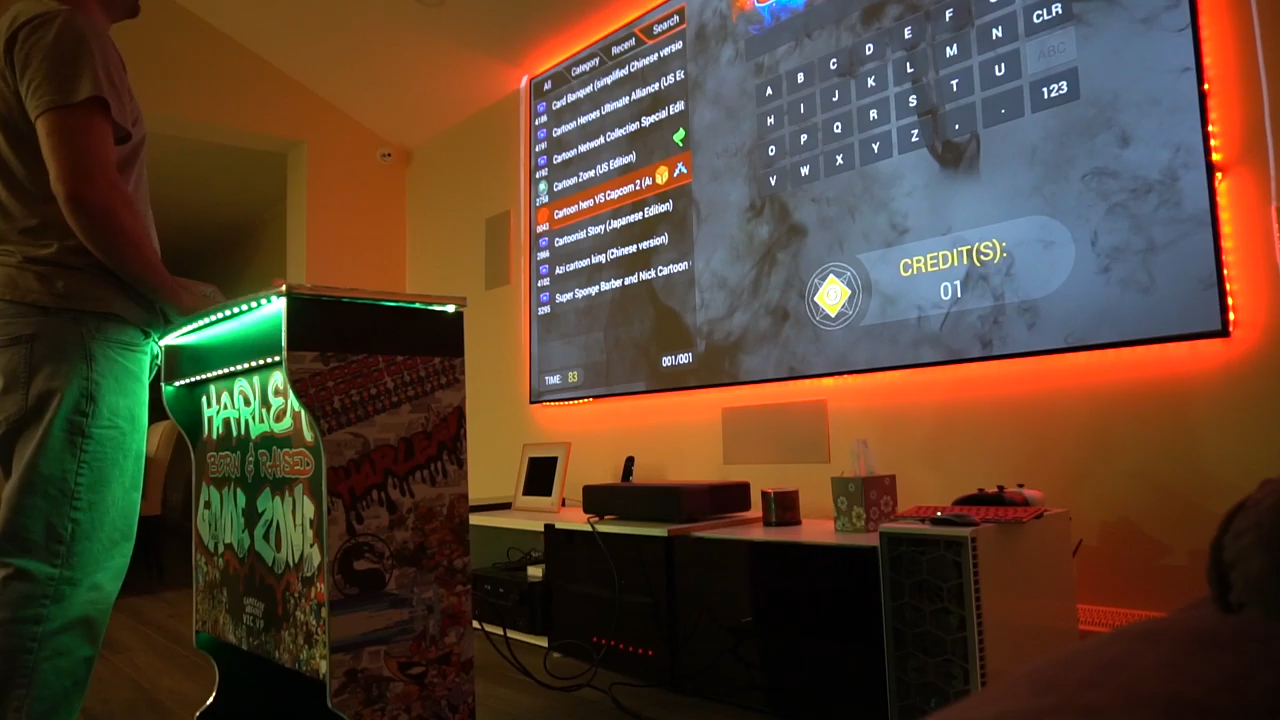 All Category Recent Search
4186 Card Banquet (simplified Chinese versio
4191 Cartoon Heroes Ultimate Alliance (US Ec
4192 Cartoon Network Collection Special Edit
2758 Cartoon Zone (US Edition)
0043 Cartoon hero VS Capcom 2 (A
2866 Cartoonist Story (Japanese Edition)
4102 Azi cartoon king (Chinese version)
3295 Super Sponge Barber and Nick Cartoon
001/001
TIME: 83
A B C D E F CLR
H I J K L M N ABC
O P Q R S T U 123
V W X Y Z , .
CREDIT(S):
01
HARLEM
BORN & RAISED
GAME ZONE
HARLEM